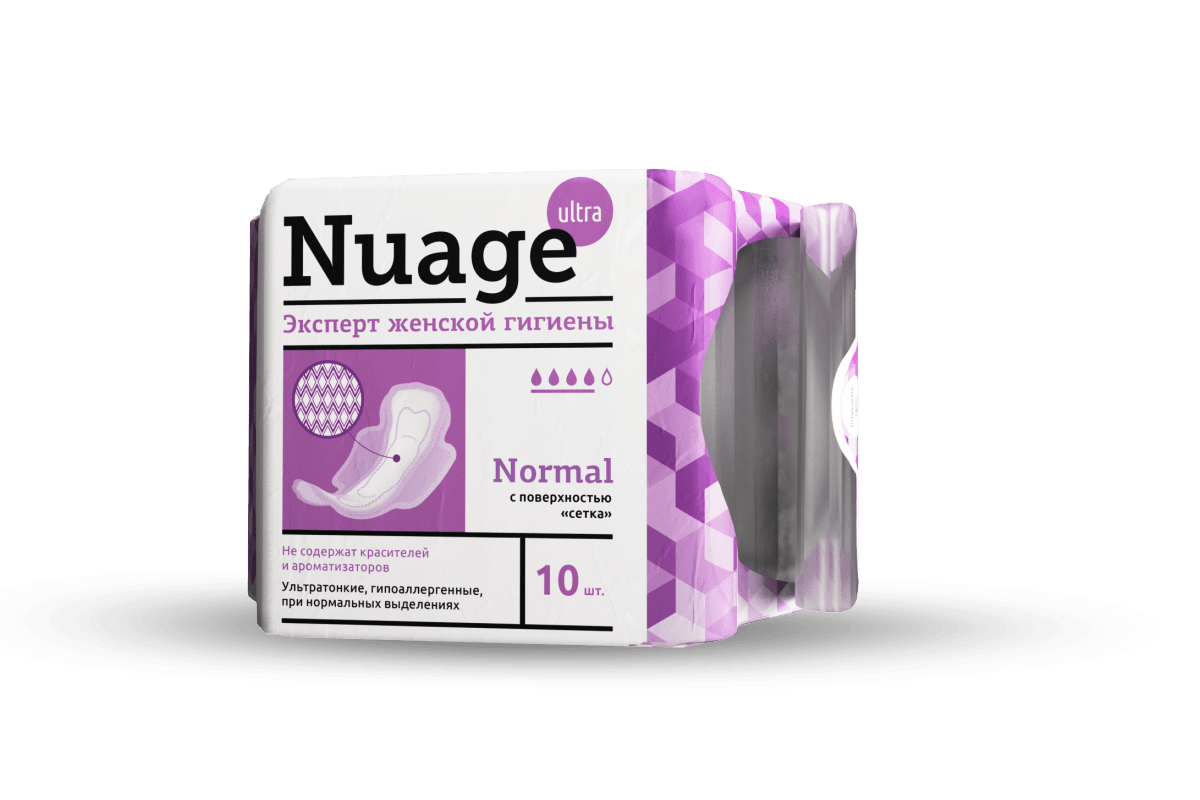 ultra
Nuage
Эксперт женской гигиены
Normal
с поверхностью
«сетка»
Не содержат красителей
и ароматизаторов
Ультратонкие, гипоаллергенные,
при нормальных выделениях
10 шт.